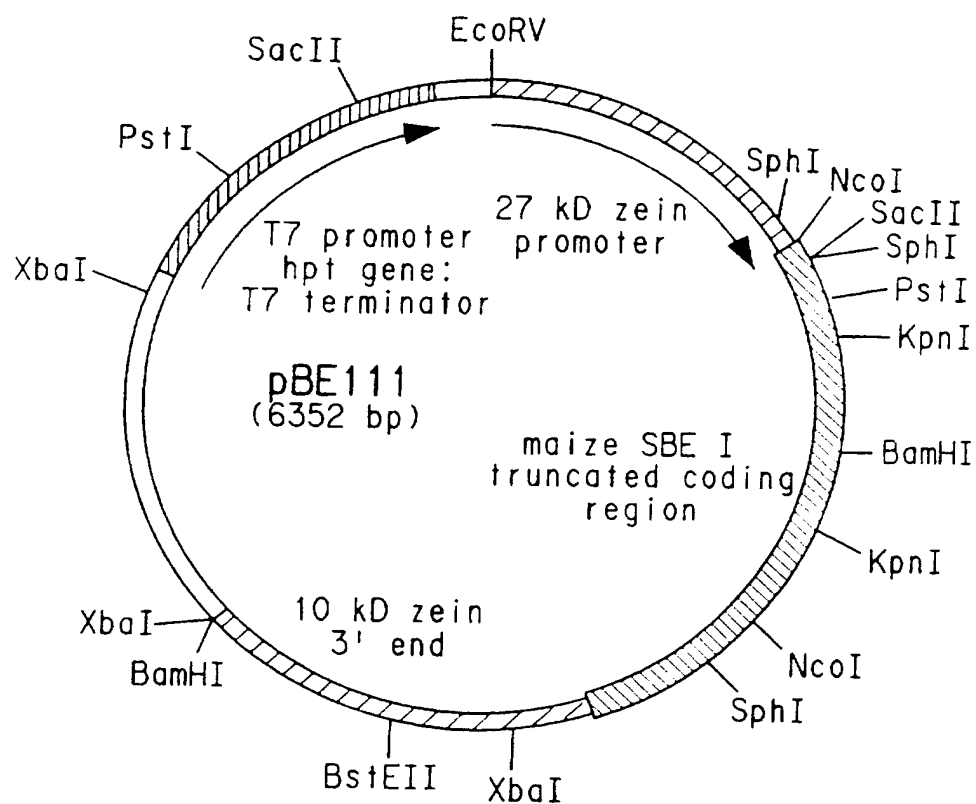 EcoRV
SacII
PstI
SphI
NcoI
SacII
SphI
PstI
KpnI
27 kD zein
promoter
T7 promoter
hpt gene:
T7 terminator
XbaI
pBE111
(6352 bp)
maize SBE I
truncated coding
region
BamHI
KpnI
10 kD zein
3' end
XbaI
BamHI
NcoI
SphI
BstEII
XbaI